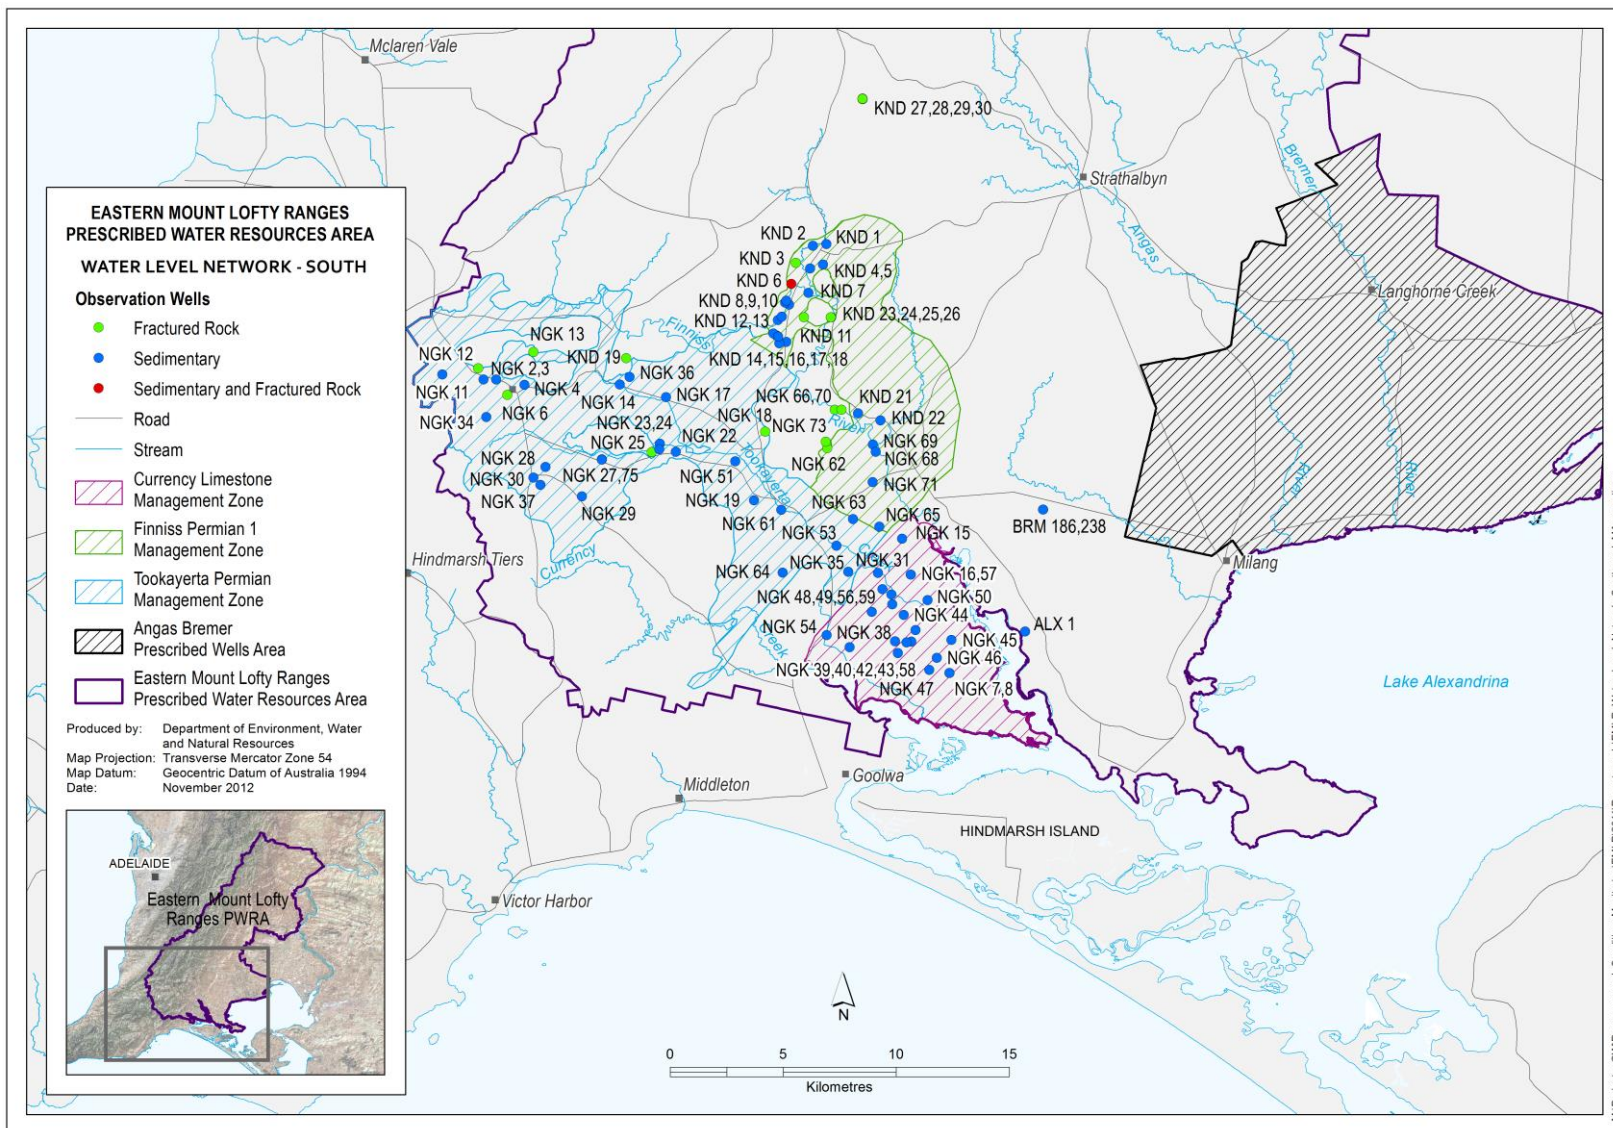 Mclaren Vale
KND 27,28,29,30
Strathalbyn
Bremer
Angas
Langhorne Creek
River
River
EASTERN MOUNT LOFTY RANGES
PRESCRIBED WATER RESOURCES AREA
WATER LEVEL NETWORK - SOUTH
Observation Wells
Fractured Rock
Sedimentary
Sedimentary and Fractured Rock
Road
Stream
Currency Limestone
Management Zone
Finniss Permian 1
Management Zone
Tookayerta Permian
Management Zone
Angas Bremer
Prescribed Wells Area
Eastern Mount Lofty Ranges
Prescribed Water Resources Area
Produced by: Department of Environment, Water
and Natural Resources
Map Projection: Transverse Mercator Zone 54
Map Datum: Geocentric Datum of Australia 1994
Date: November 2012
ADELAIDE
Eastern Mount Lofty
Ranges PWRA
KND 2
KND 1
KND 3
KND 4,5
KND 6
KND 7
KND 8,9,10
KND 23,24,25,26
KND 12,13
KND 11
KND 14,15,16,17,18
Finniss
NGK 13
KND 19
NGK 12
NGK 2,3
NGK 36
NGK 11
NGK 4
NGK 14
NGK 17
NGK 66,70
KND 21
NGK 6
NGK 18
River
KND 22
NGK 34
NGK 23,24
NGK 73
NGK 25
NGK 22
NGK 69
NGK 62
NGK 68
NGK 28
NGK 27,75
NGK 51
Tookayerta
NGK 30
NGK 71
NGK 37
NGK 29
NGK 19
NGK 63
NGK 61
NGK 65
BRM 186,238
NGK 53
NGK 15
Hindmarsh Tiers
Currency
NGK 35
NGK 31
Milang
NGK 64
NGK 16,57
NGK 48,49,56,59
NGK 50
NGK 44
ALX 1
NGK 54
NGK 38
NGK 45
Creek
NGK 46
NGK 39,40,42,43,58
NGK 47
NGK 7,8
Lake Alexandrina
Goolwa
Middleton
HINDMARSH ISLAND
Victor Harbor
N
0 5 10 15
Kilometres